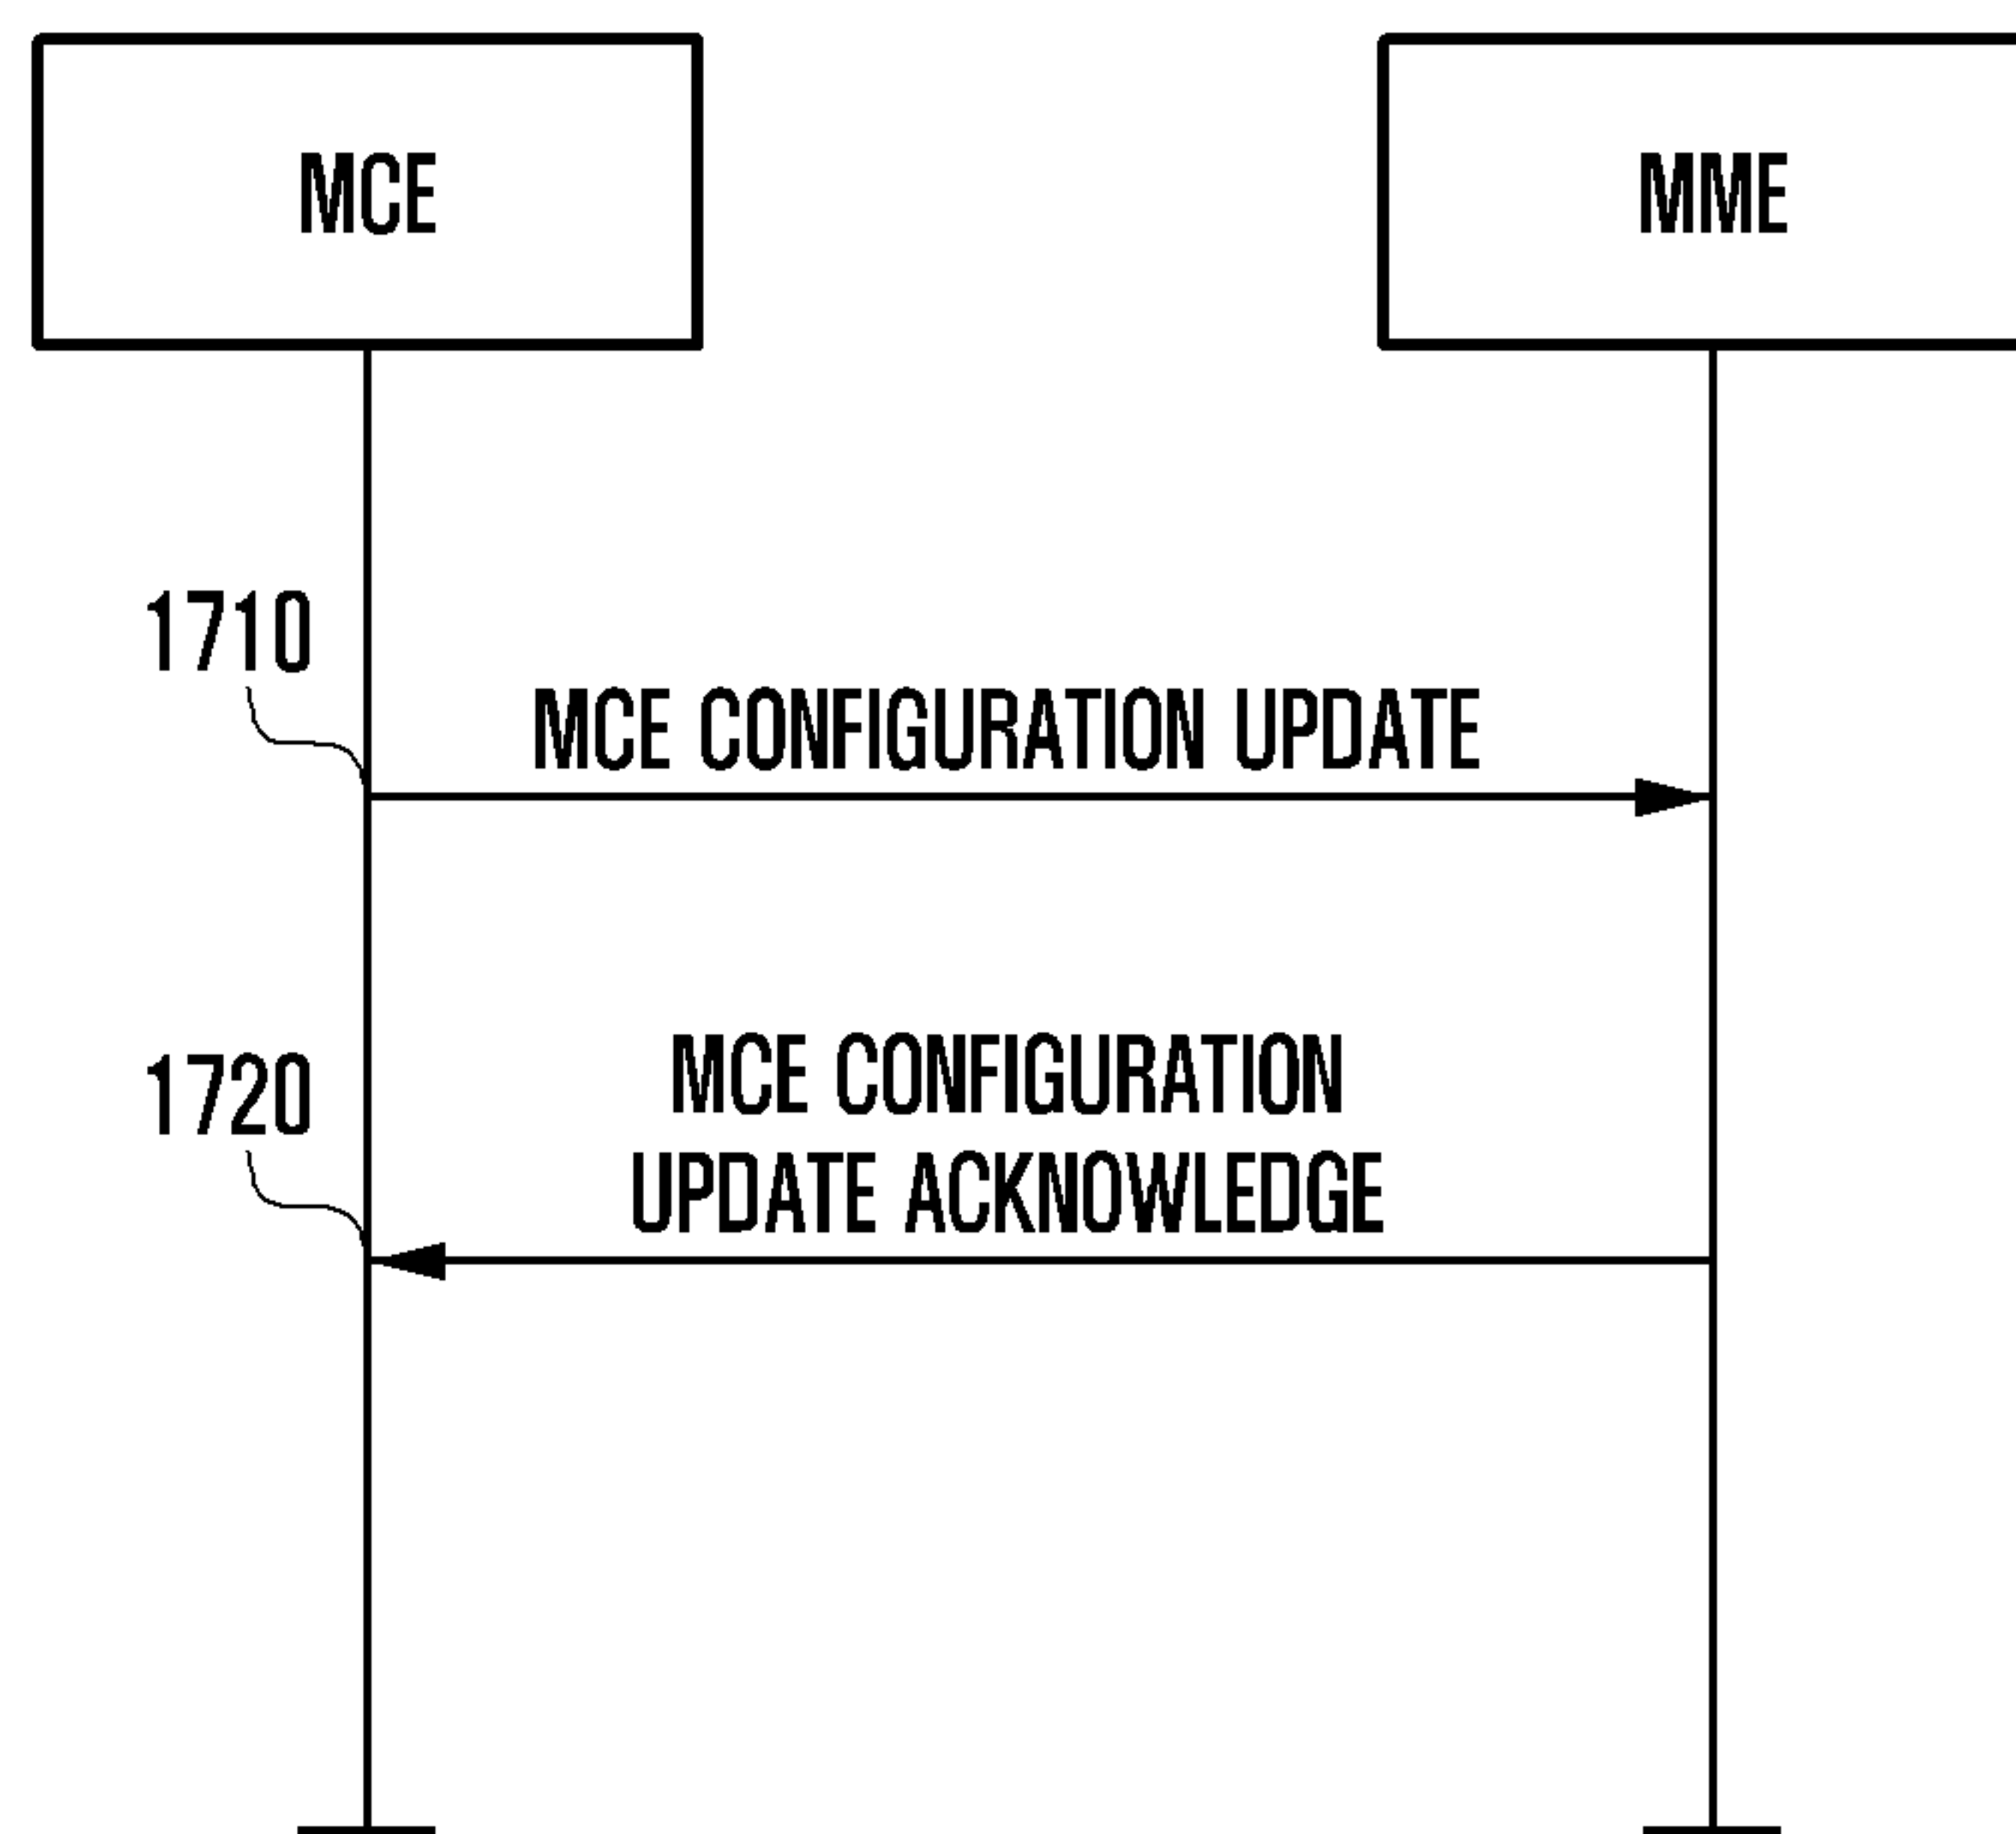 MCE
MME
1710
MCE CONFIGURATION UPDATE
1720
MCE CONFIGURATION
UPDATE ACKNOWLEDGE